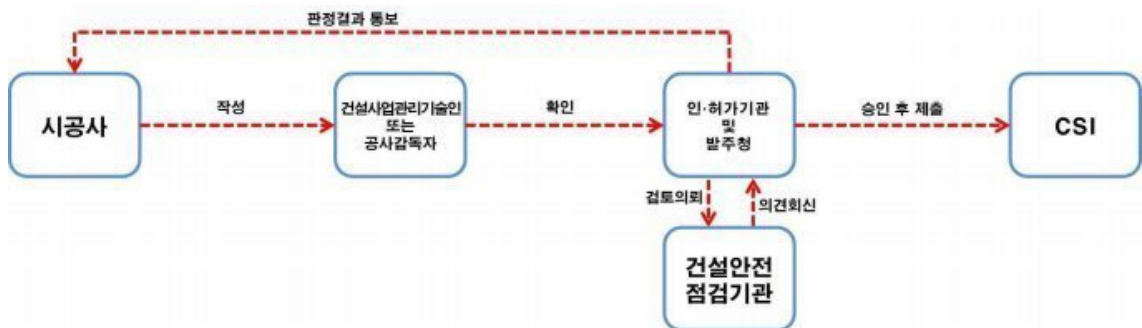 판정결과 통보
시공사
작성
건설사업관리기술인
또는
공사감독자
확인
인·허가기관
및
발주청
승인 후 제출
CSI
검토의뢰
의견회신
건설안전
점검기관